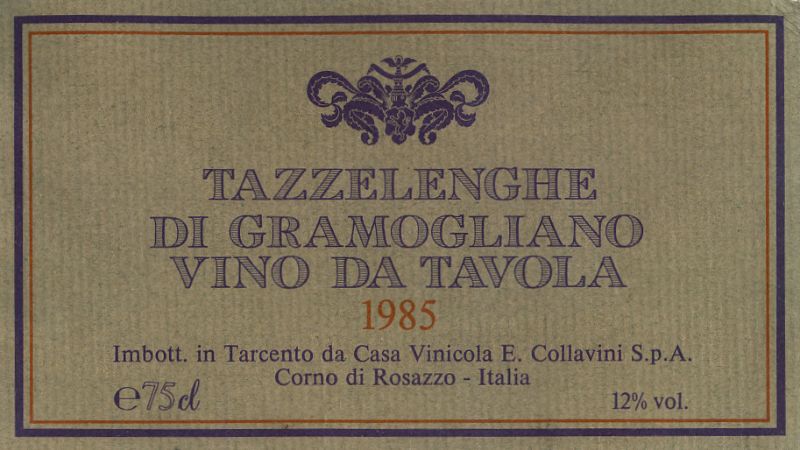 TAZZELENGHE
DI GRAMOGLIANO
VINO DA TAVOLA
1985
Imbott. in Tarcento da Casa Vinicola E. Collavini S.p.A.
Corno di Rosazzo - Italia
℮75cl 12% vol.